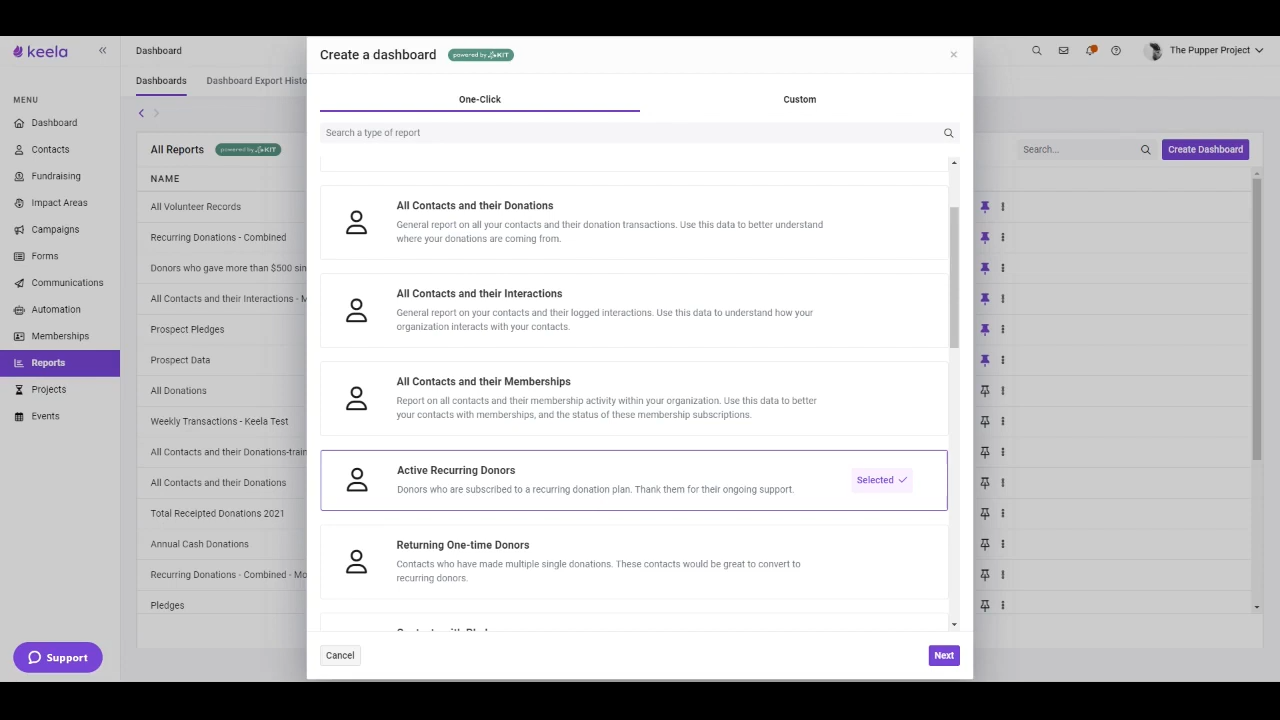 keela
Dashboard
The Pupper Project
Dashboards
Dashboard Export Histo
MENU
Dashboard
Contacts
Fundraising
Impact Areas
Campaigns
Forms
Communications
Automation
Memberships
Reports
Projects
Events
Support
All Reports
powered by KIT
Search...
Create Dashboard
NAME
All Volunteer Records
Recurring Donations - Combined
Donors who gave more than $500 sin
All Contacts and their Interactions - M
Prospect Pledges
Prospect Data
All Donations
Weekly Transactions - Keela Test
All Contacts and their Donations-train
All Contacts and their Donations
Total Receipted Donations 2021
Annual Cash Donations
Recurring Donations - Combined - Mo
Pledges
Create a dashboard
powered by KIT
One-Click
Custom
Search a type of report
All Contacts and their Donations
General report on all your contacts and their donation transactions. Use this data to better understand
where your donations are coming from.
All Contacts and their Interactions
General report on your contacts and their logged interactions. Use this data to understand how your
organization interacts with your contacts.
All Contacts and their Memberships
Report on all contacts and their membership activity within your organization. Use this data to better
your contacts with memberships, and the status of these membership subscriptions.
Active Recurring Donors
Donors who are subscribed to a recurring donation plan. Thank them for their ongoing support.
Selected
Returning One-time Donors
Contacts who have made multiple single donations. These contacts would be great to convert to
recurring donors.
Cancel
Next